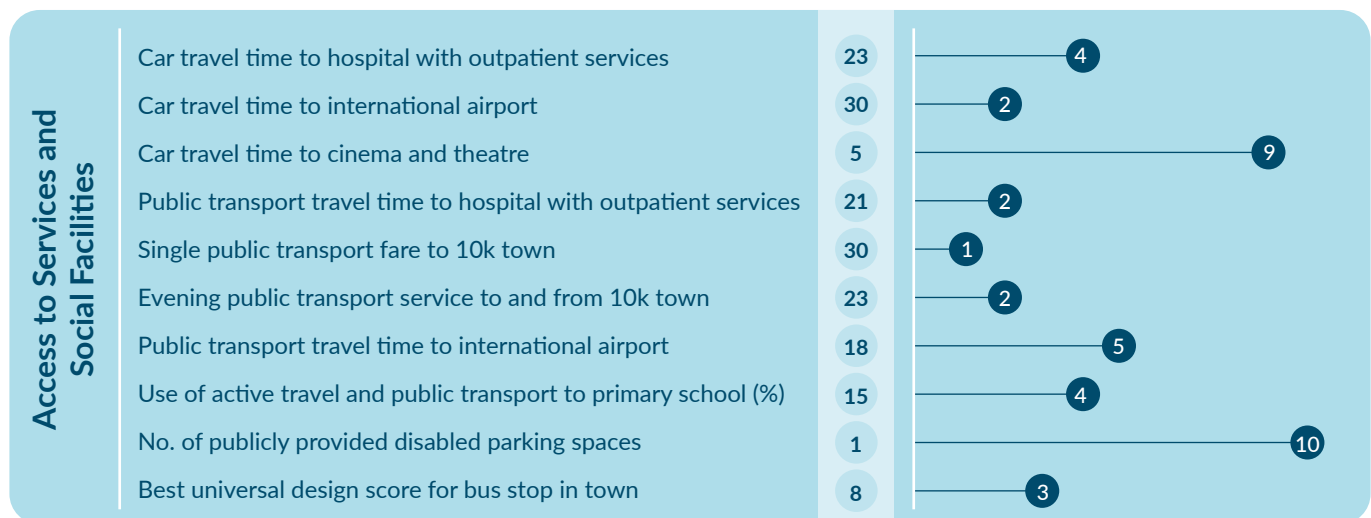 Access to Services and
Social Facilities
Car travel time to hospital with outpatient services 23 4
Car travel time to international airport 30 2
Car travel time to cinema and theatre 5 9
Public transport travel time to hospital with outpatient services 21 2
Single public transport fare to 10k town 30 1
Evening public transport service to and from 10k town 23 2
Public transport travel time to international airport 18 5
Use of active travel and public transport to primary school (%) 15 4
No. of publicly provided disabled parking spaces 1 10
Best universal design score for bus stop in town 8 3